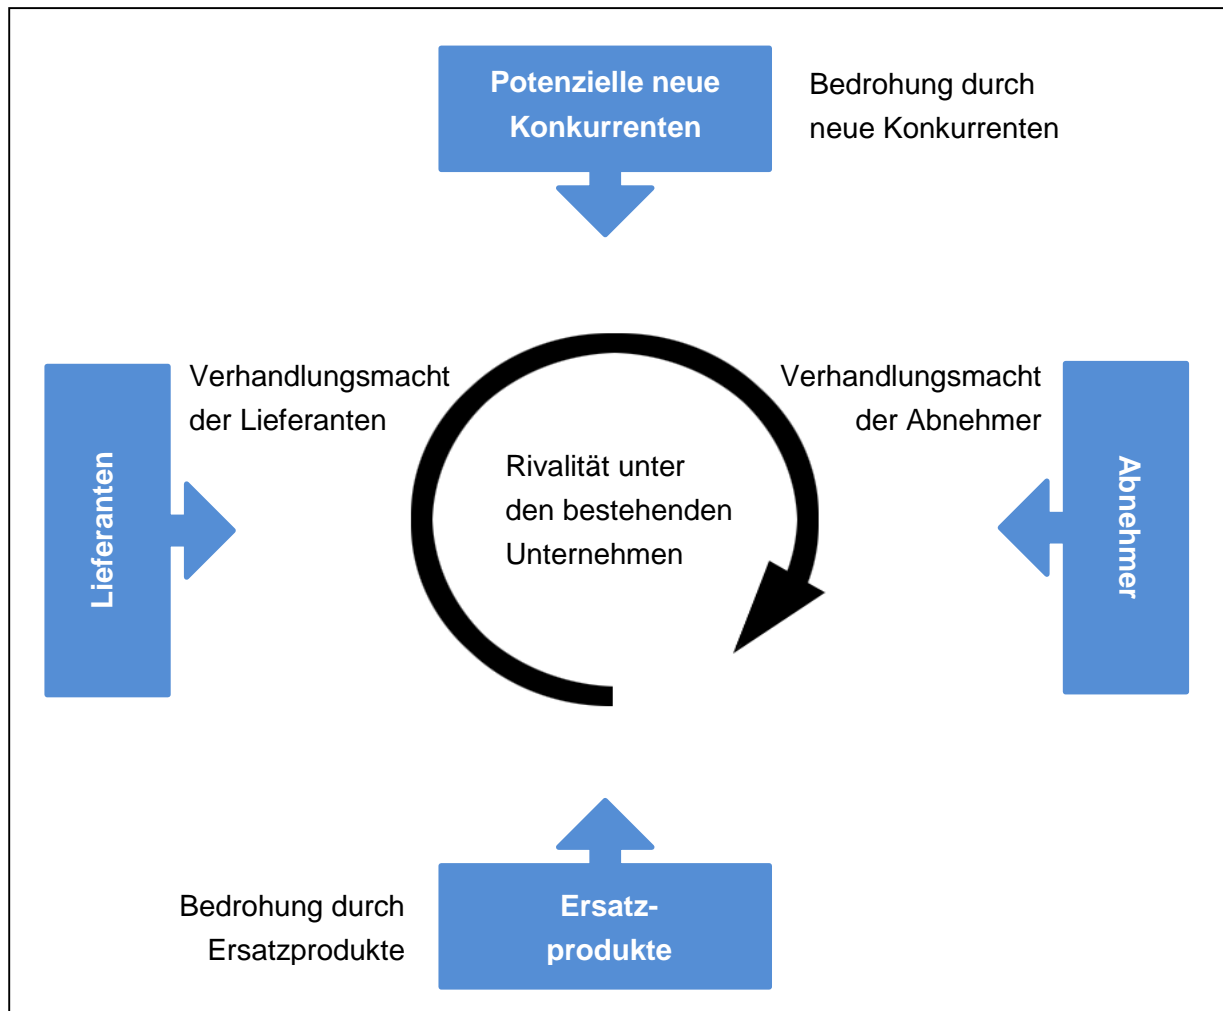 Potenzielle neue
Konkurrenten
Bedrohung durch
neue Konkurrenten
Lieferanten
Verhandlungsmacht
der Lieferanten
Rivalität unter
den bestehenden
Unternehmen
Verhandlungsmacht
der Abnehmer
Abnehmer
Bedrohung durch
Ersatzprodukte
Ersatz-
produkte